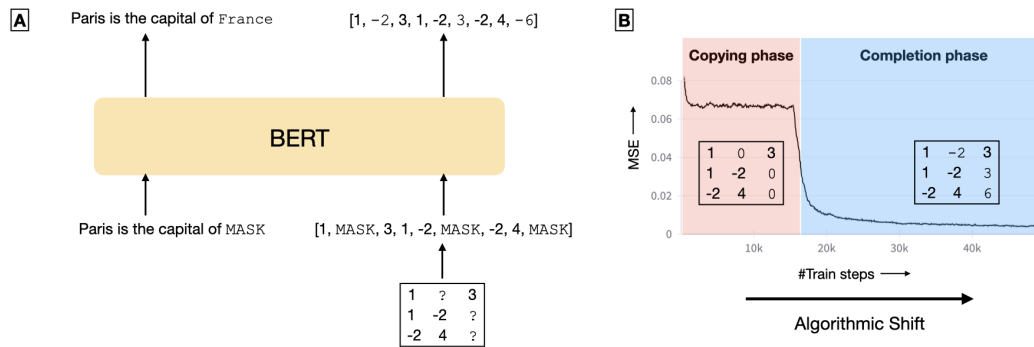 A
Paris is the capital of France
[1, −2, 3, 1, -2, 3, -2, 4, −6]
BERT
Paris is the capital of MASK
[1, MASK, 3, 1, -2, MASK, -2, 4, MASK]
1 ? 3
1 -2 ?
-2 4 ?
B
Copying phase
Completion phase
MSE
0.08
0.06
0.04
0.02
0
1 0 3
1 -2 0
-2 4 0
1 −2 3
1 -2 3
-2 4 6
10k
20k
30k
40k
#Train steps
Algorithmic Shift